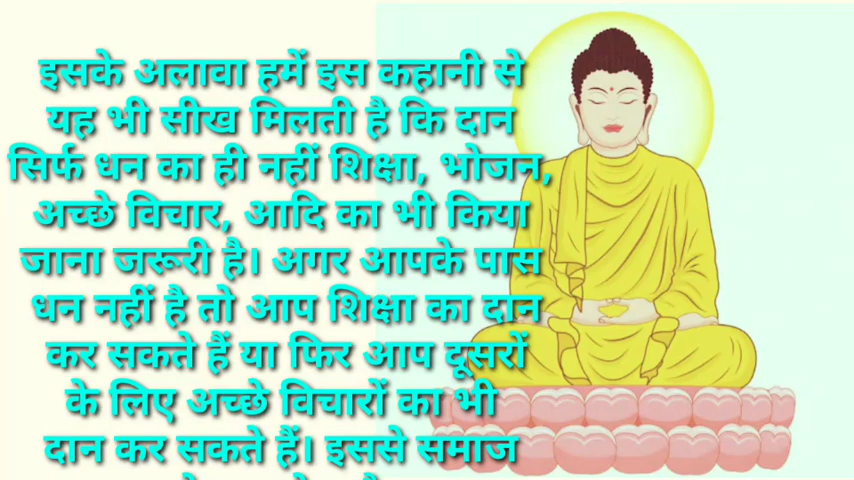 इसके अलावा हमें इस कहानी से
यह भी सीख मिलती है कि दान
सिर्फ धन का ही नहीं शिक्षा, भोजन,
अच्छे विचार, आदि का भी किया
जाना जरूरी है। अगर आपके पास
धन नहीं है तो आप शिक्षा का दान
कर सकते हैं या फिर आप दूसरों
के लिए अच्छे विचारों का भी
दान कर सकते हैं। इससे समाज